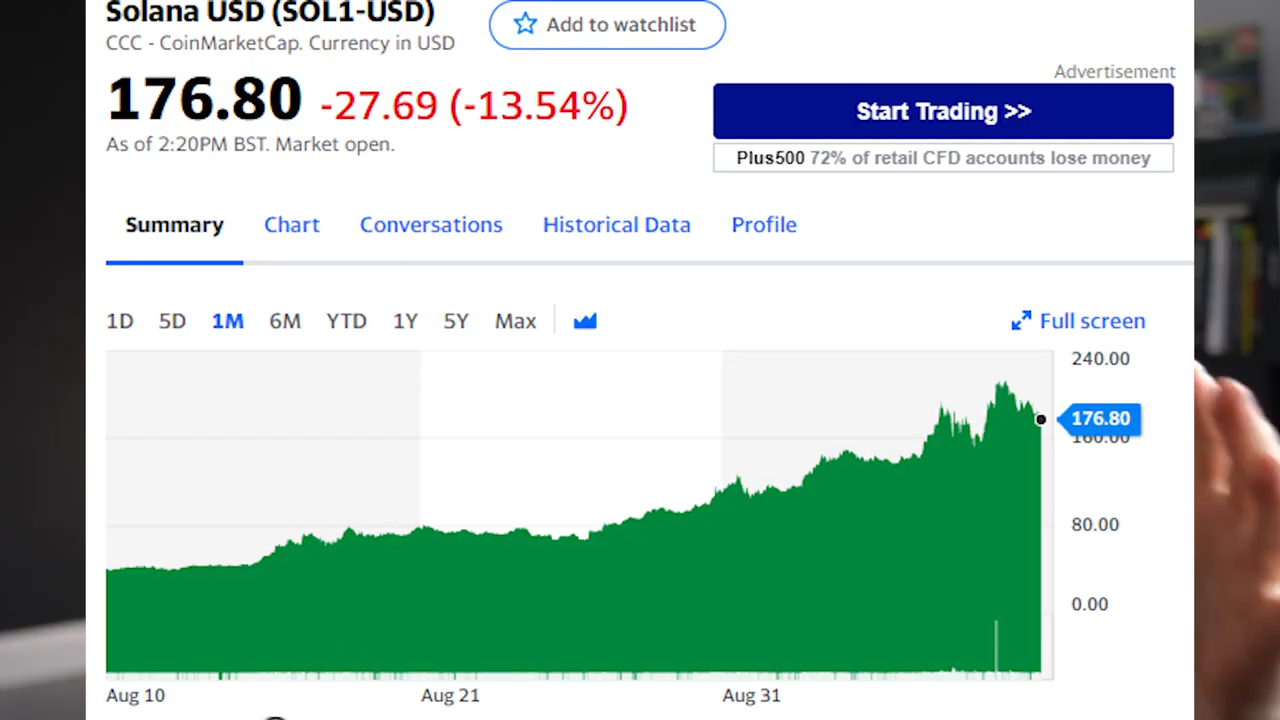 Solana USD (SOL1-USD)
Add to watchlist
CCC - CoinMarketCap. Currency in USD
176.80 -27.69 (-13.54%)
As of 2:20PM BST. Market open.
Advertisement
Start Trading >>
Plus500 72% of retail CFD accounts lose money
Summary Chart Conversations Historical Data Profile
1D 5D 1M 6M YTD 1Y 5Y Max
Full screen
240.00
176.80
160.00
80.00
0.00
Aug 10 Aug 21 Aug 31